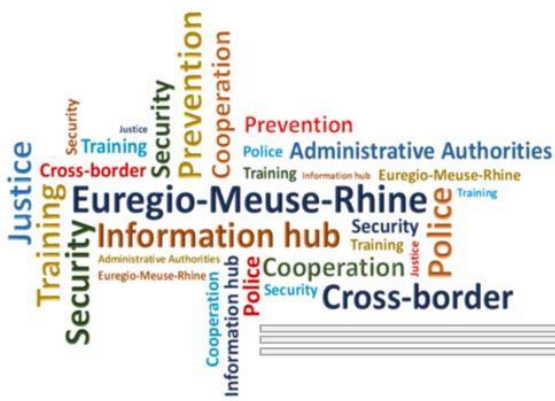 Prevention
Cooperation
Security
Security
Justice
Training
Prevention
Police
Administrative Authorities
Cross-border
Training
Information hub
Euregio-Meuse-Rhine
Justice
Training
Euregio-Meuse-Rhine
Training
Police
Security
Information hub
Security
Training
Justice
Administrative Authorities
Euregio-Meuse-Rhine
Cooperation
Information hub
Police
Cooperation
Security
Cross-border